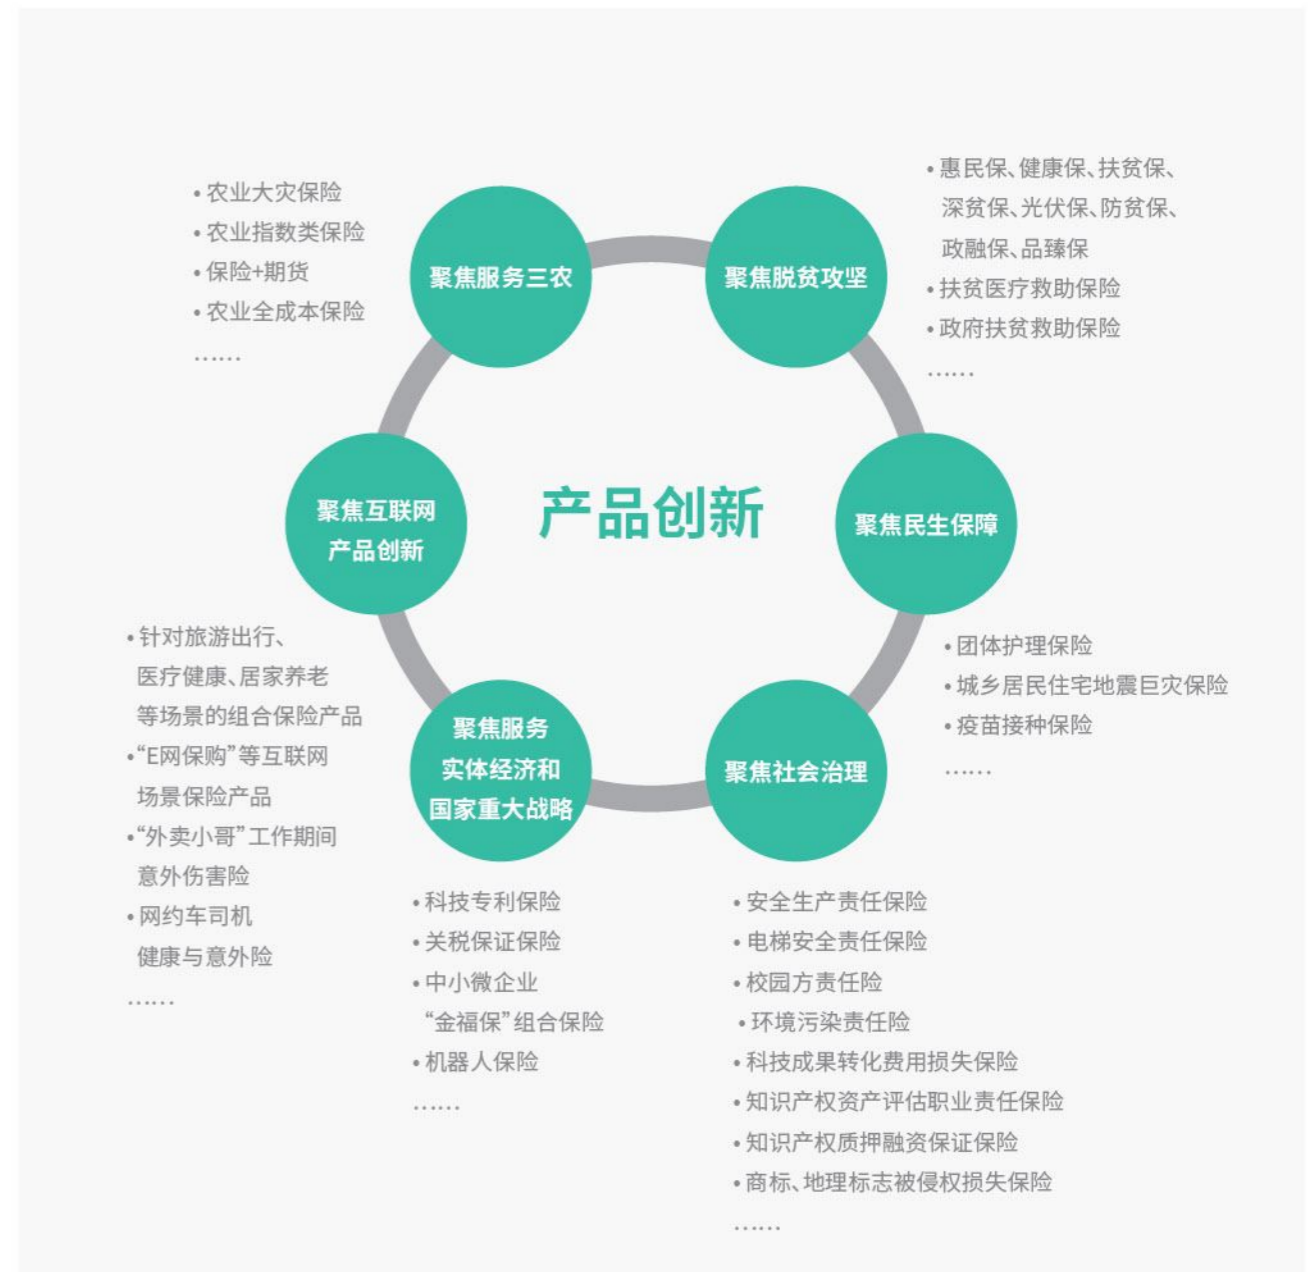 产品创新
聚焦服务三农
• 农业大灾保险
• 农业指数类保险
• 保险+期货
• 农业全成本保险
……
聚焦脱贫攻坚
• 惠民保、健康保、扶贫保、
深贫保、光伏保、防贫保、
政融保、品臻保
• 扶贫医疗救助保险
• 政府扶贫救助保险
……
聚焦民生保障
• 团体护理保险
• 城乡居民住宅地震巨灾保险
• 疫苗接种保险
……
聚焦社会治理
• 安全生产责任保险
• 电梯安全责任保险
• 校园方责任险
• 环境污染责任险
• 科技成果转化费用损失保险
• 知识产权资产评估职业责任保险
• 知识产权质押融资保证保险
• 商标、地理标志被侵权损失保险
……
聚焦服务
实体经济和
国家重大战略
• 科技专利保险
• 关税保证保险
• 中小微企业
“金福保”组合保险
• 机器人保险
……
聚焦互联网
产品创新
• 针对旅游出行、
医疗健康、居家养老
等场景的组合保险产品
• “E网保购”等互联网
场景保险产品
• “外卖小哥”工作期间
意外伤害险
• 网约车司机
健康与意外险
……